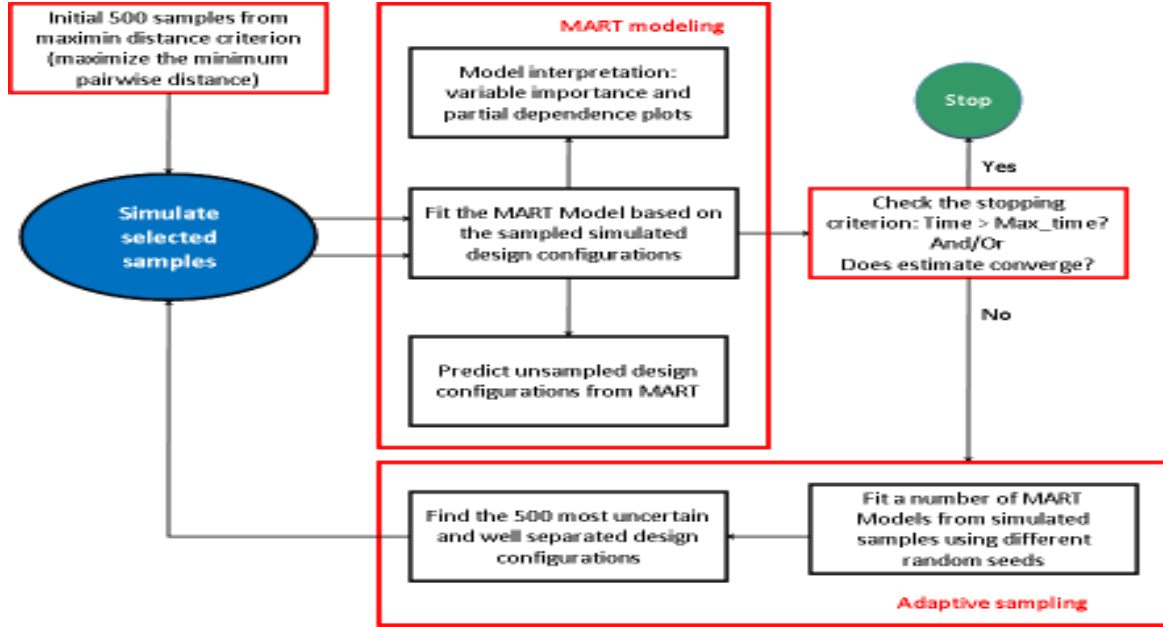 Initial 500 samples from
maximin distance criterion
(maximize the minimum
pairwise distance)
MART modeling
Model interpretation:
variable importance and
partial dependence plots
Stop
Yes
Simulate
selected
samples
Fit the MART Model based on
the sampled simulated
design configurations
Check the stopping
criterion: Time > Max_time?
And/Or
Does estimate converge?
No
Predict unsampled design
configurations from MART
Find the 500 most uncertain
and well separated design
configurations
Fit a number of MART
Models from simulated
samples using different
random seeds
Adaptive sampling